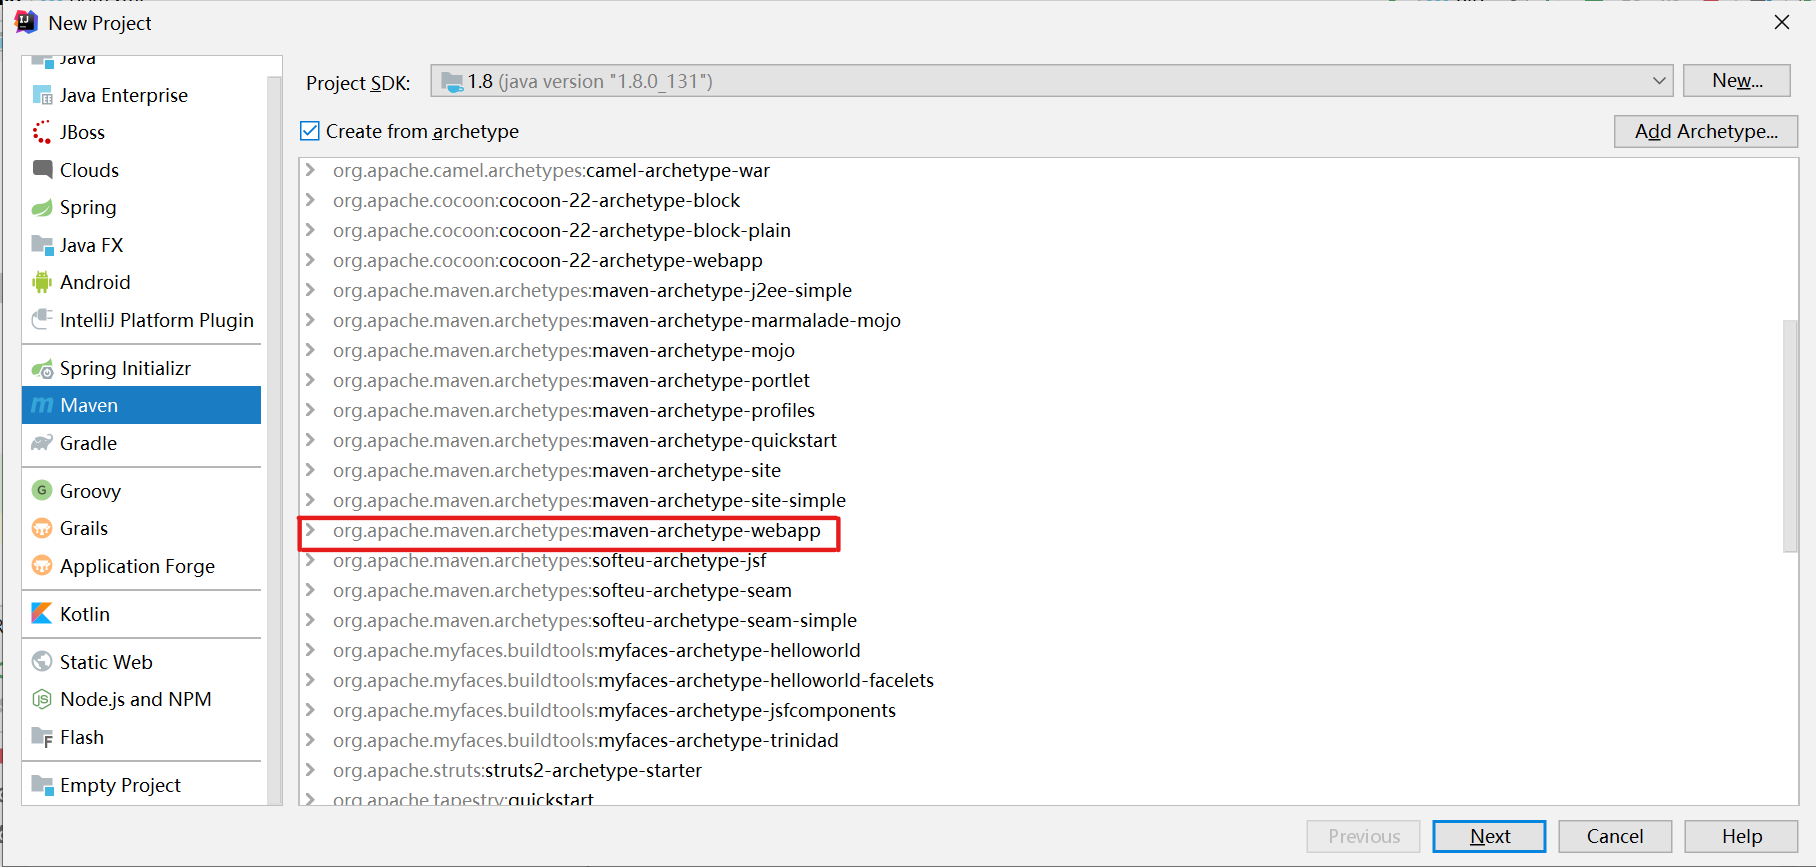 New Project
Java
Java Enterprise
JBoss
Clouds
Spring
Java FX
Android
IntelliJ Platform Plugin
Spring Initializr
Maven
Gradle
Groovy
Grails
Application Forge
Kotlin
Static Web
Node.js and NPM
Flash
Empty Project
Project SDK: 1.8 (java version "1.8.0_131") New...
Create from archetype Add Archetype...
org.apache.camel.archetypes:camel-archetype-war
org.apache.cocoon:cocoon-22-archetype-block
org.apache.cocoon:cocoon-22-archetype-block-plain
org.apache.cocoon:cocoon-22-archetype-webapp
org.apache.maven.archetypes:maven-archetype-j2ee-simple
org.apache.maven.archetypes:maven-archetype-marmalade-mojo
org.apache.maven.archetypes:maven-archetype-mojo
org.apache.maven.archetypes:maven-archetype-portlet
org.apache.maven.archetypes:maven-archetype-profiles
org.apache.maven.archetypes:maven-archetype-quickstart
org.apache.maven.archetypes:maven-archetype-site
org.apache.maven.archetypes:maven-archetype-site-simple
org.apache.maven.archetypes:maven-archetype-webapp
org.apache.maven.archetypes:softeu-archetype-jsf
org.apache.maven.archetypes:softeu-archetype-seam
org.apache.maven.archetypes:softeu-archetype-seam-simple
org.apache.myfaces.buildtools:myfaces-archetype-helloworld
org.apache.myfaces.buildtools:myfaces-archetype-helloworld-facelets
org.apache.myfaces.buildtools:myfaces-archetype-jsfcomponents
org.apache.myfaces.buildtools:myfaces-archetype-trinidad
org.apache.struts:struts2-archetype-starter
org.apache.tapestry:quickstart
Previous Next Cancel Help